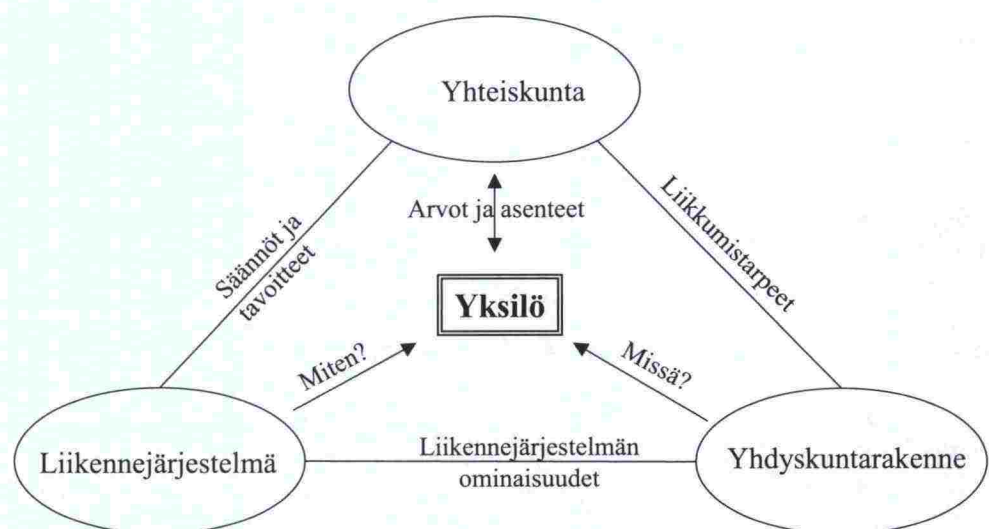 Yhteiskunta
Arvot ja asenteet
Säännöt ja
tavoitteet
Liikkumistarpeet
Yksilö
Miten?
Missä?
Liikennejärjestelmä
Liikennejärjestelmän
ominaisuudet
Yhdyskuntarakenne